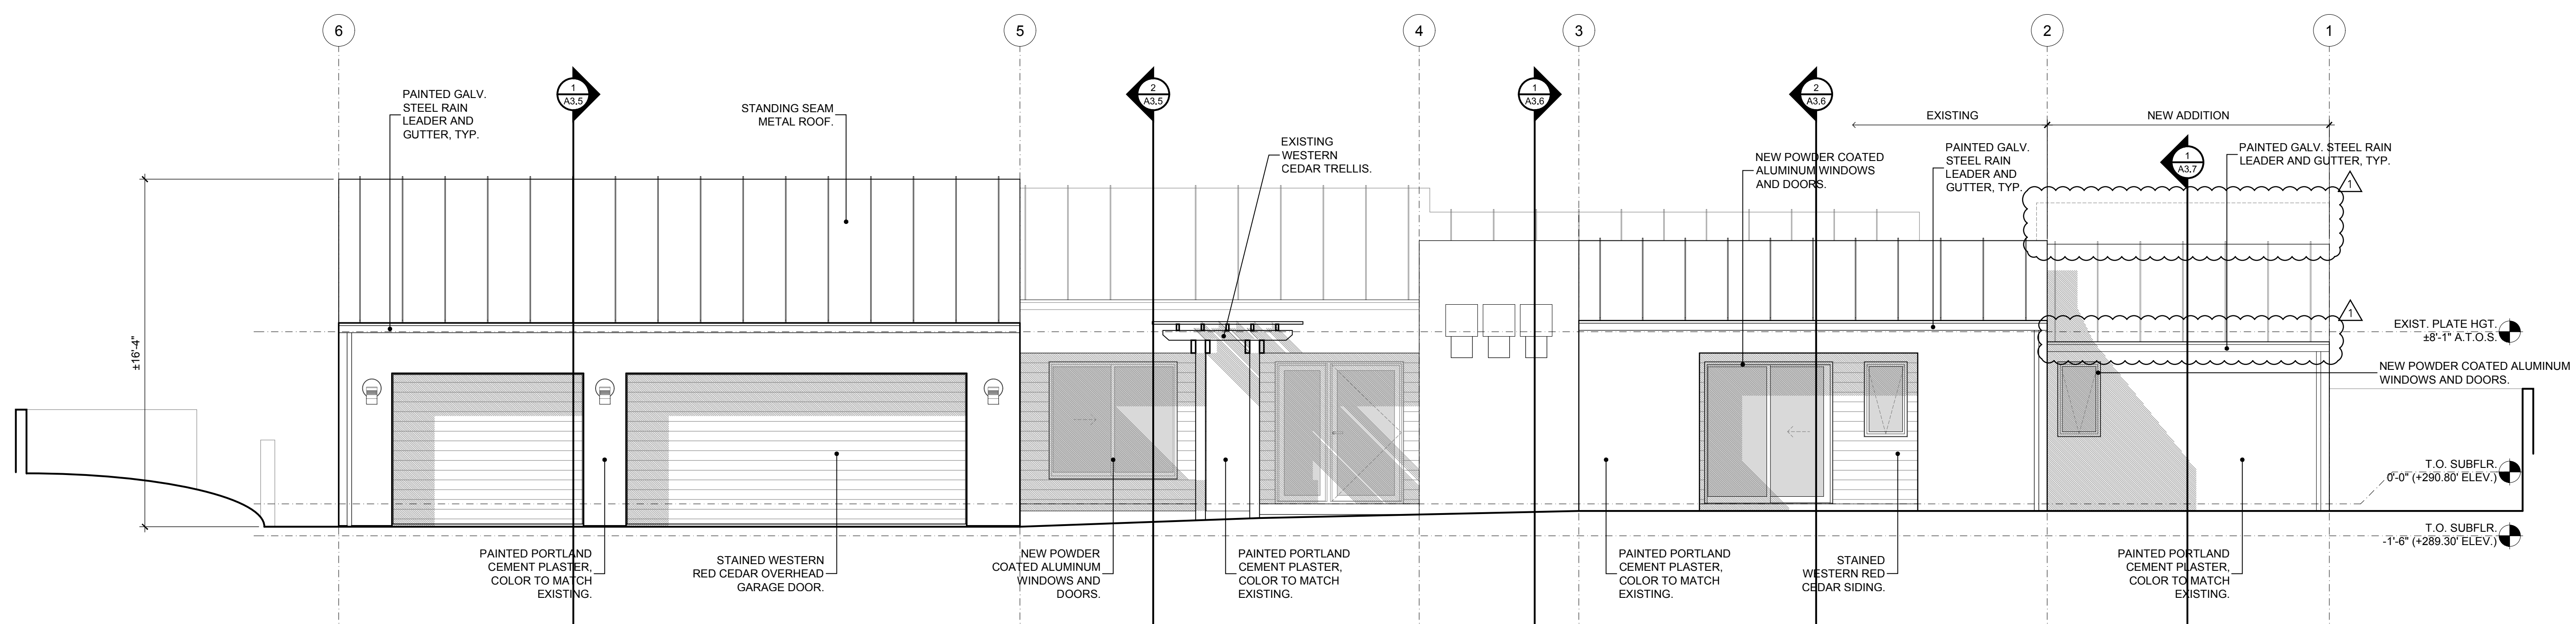 6
5
4
3
2
1
1
A3.5
2
A3.5
1
A3.6
2
A3.6
1
A3.7
PAINTED GALV.
STEEL RAIN
LEADER AND
GUTTER, TYP.
STANDING SEAM
METAL ROOF.
EXISTING
WESTERN
CEDAR TRELLIS.
NEW POWDER COATED
ALUMINUM WINDOWS
AND DOORS.
EXISTING
NEW ADDITION
PAINTED GALV.
STEEL RAIN
LEADER AND
GUTTER, TYP.
PAINTED GALV. STEEL RAIN
LEADER AND GUTTER, TYP.
1
1
±16'-4"
EXIST. PLATE HGT.
±8'-1" A.T.O.S.
NEW POWDER COATED ALUMINUM
WINDOWS AND DOORS.
T.O. SUBFLR.
0'-0" (+290.80' ELEV.)
T.O. SUBFLR.
-1'-6" (+289.30' ELEV.)
PAINTED PORTLAND
CEMENT PLASTER,
COLOR TO MATCH
EXISTING.
STAINED WESTERN
RED CEDAR OVERHEAD
GARAGE DOOR.
NEW POWDER
COATED ALUMINUM
WINDOWS AND
DOORS.
PAINTED PORTLAND
CEMENT PLASTER,
COLOR TO MATCH
EXISTING.
PAINTED PORTLAND
CEMENT PLASTER,
COLOR TO MATCH
EXISTING.
STAINED
WESTERN RED
CEDAR SIDING.
PAINTED PORTLAND
CEMENT PLASTER,
COLOR TO MATCH
EXISTING.